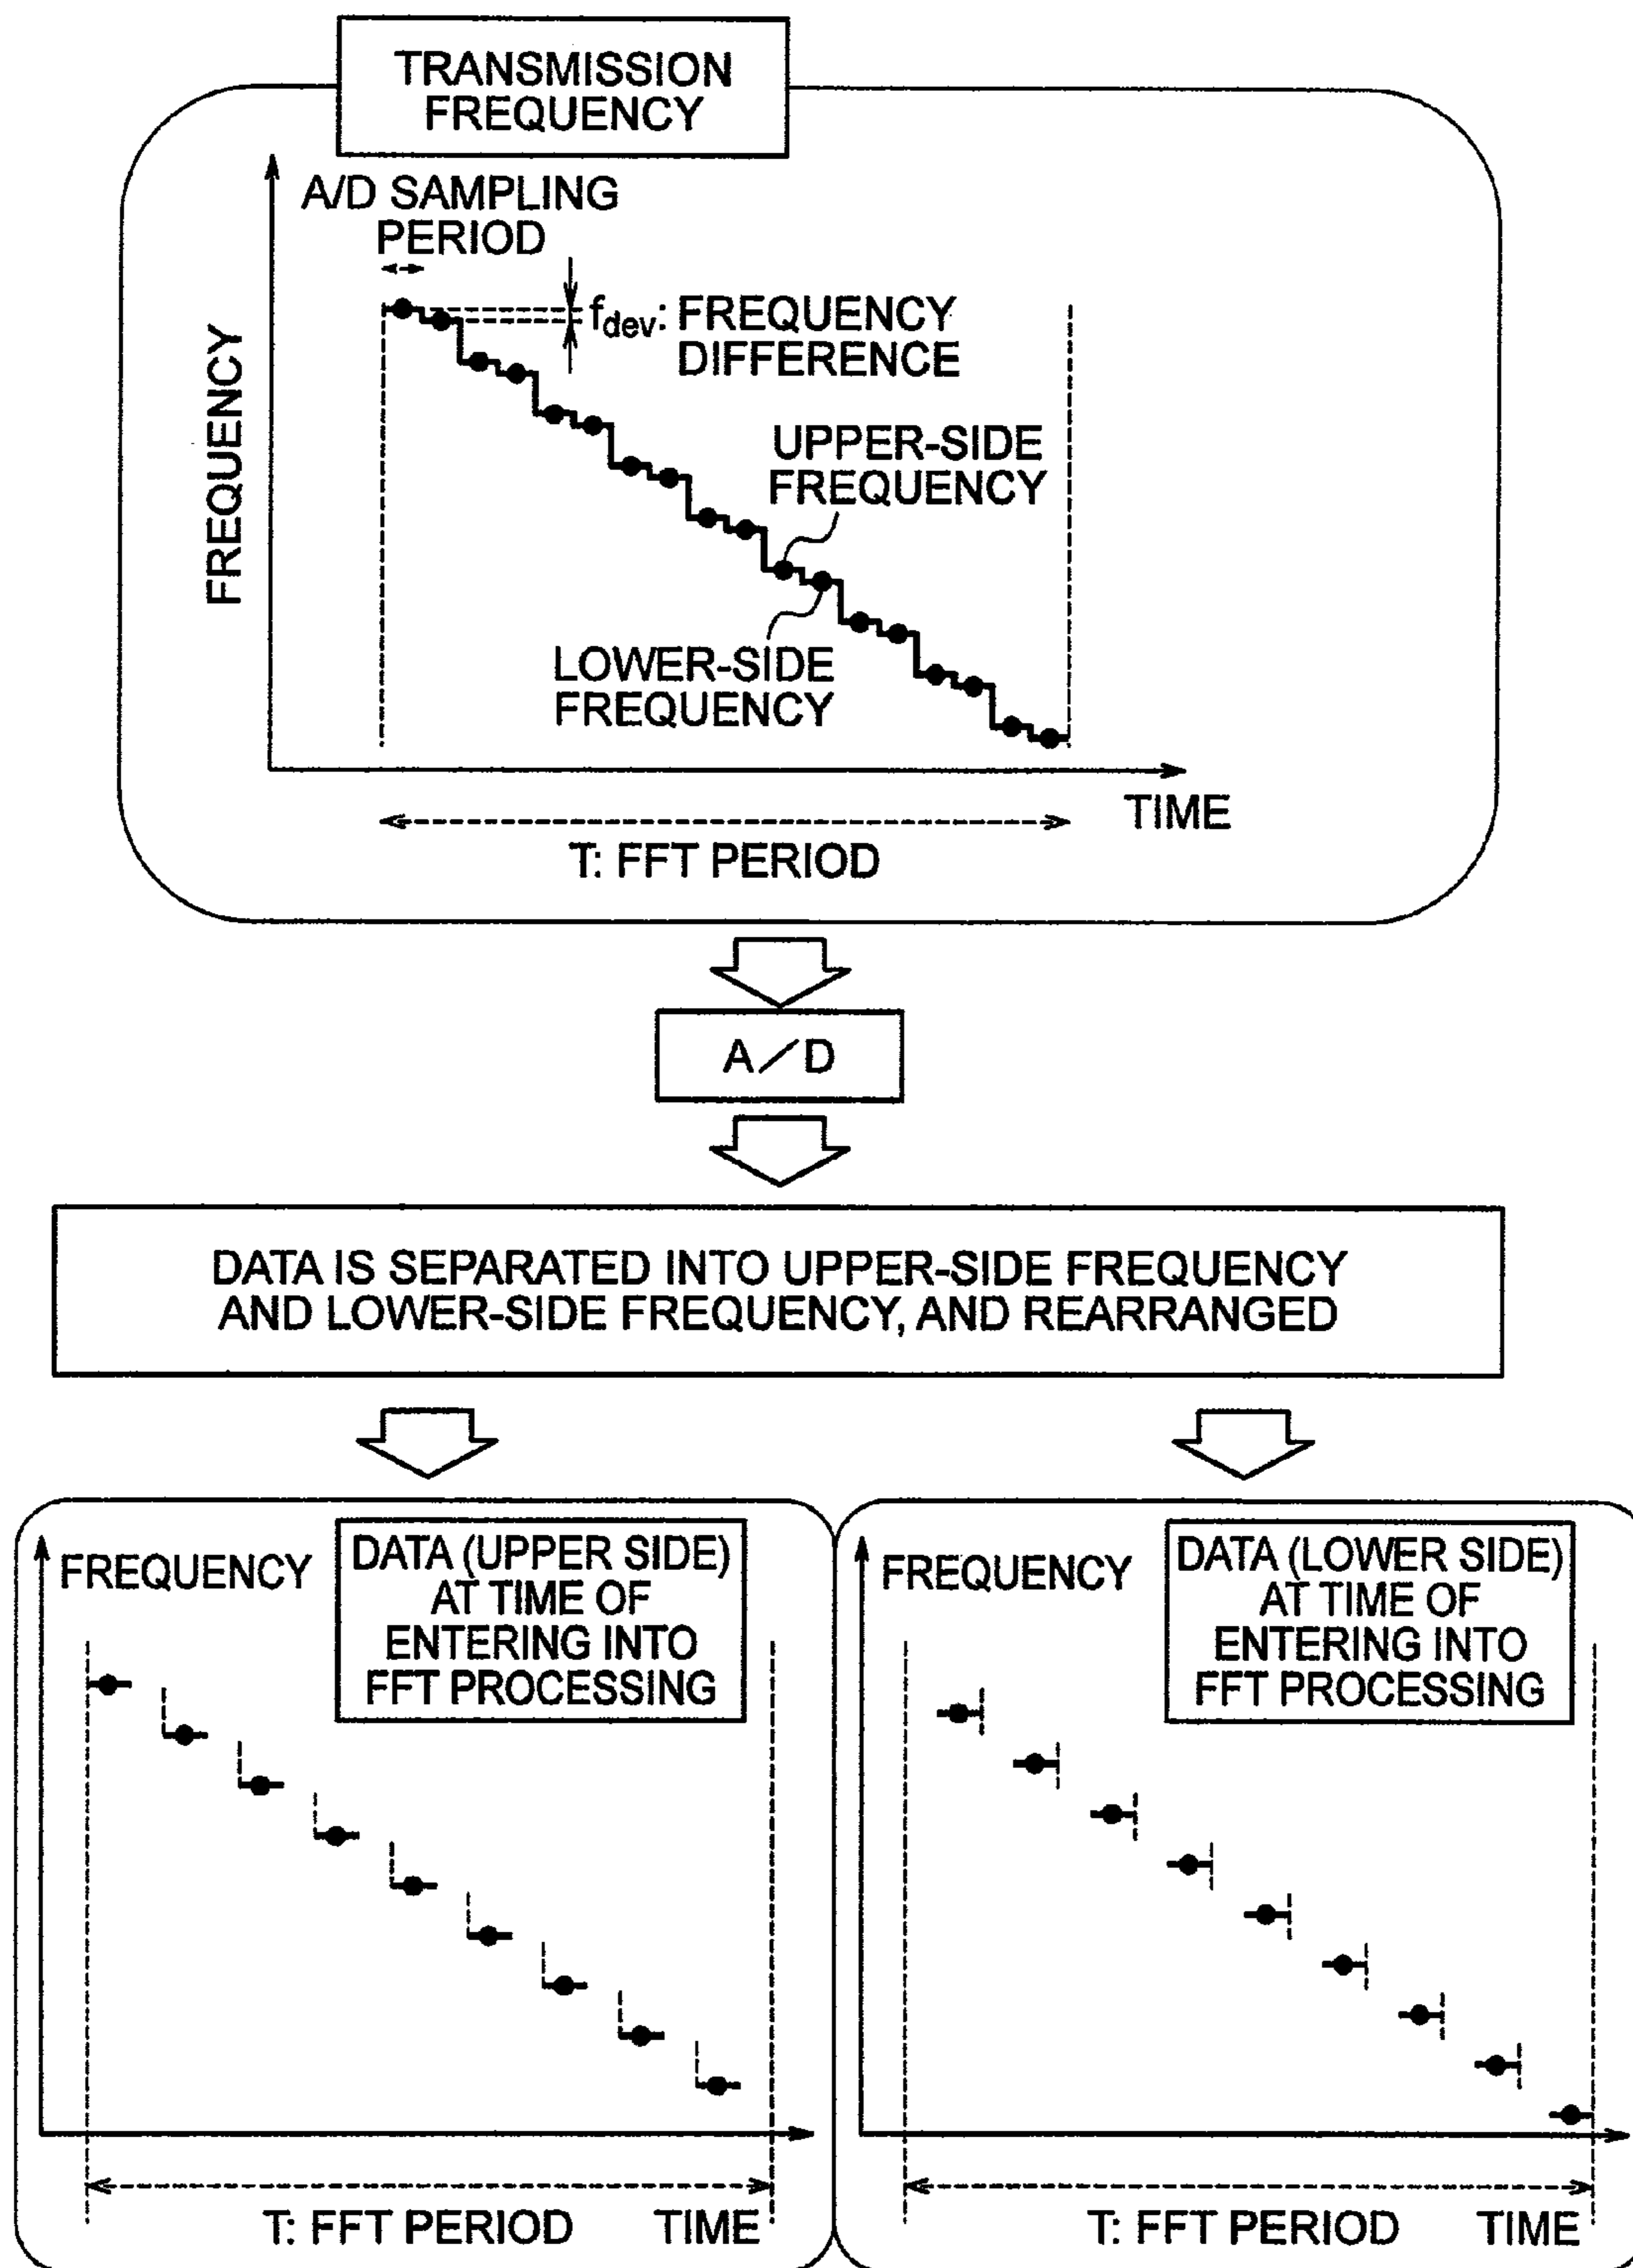 TRANSMISSION
FREQUENCY
A/D SAMPLING
PERIOD
fdev: FREQUENCY
DIFFERENCE
FREQUENCY
UPPER-SIDE
FREQUENCY
LOWER-SIDE
FREQUENCY
TIME
T: FFT PERIOD
A/D
DATA IS SEPARATED INTO UPPER-SIDE FREQUENCY
AND LOWER-SIDE FREQUENCY, AND REARRANGED
FREQUENCY
DATA (UPPER SIDE)
AT TIME OF
ENTERING INTO
FFT PROCESSING
T: FFT PERIOD
TIME
FREQUENCY
DATA (LOWER SIDE)
AT TIME OF
ENTERING INTO
FFT PROCESSING
T: FFT PERIOD
TIME